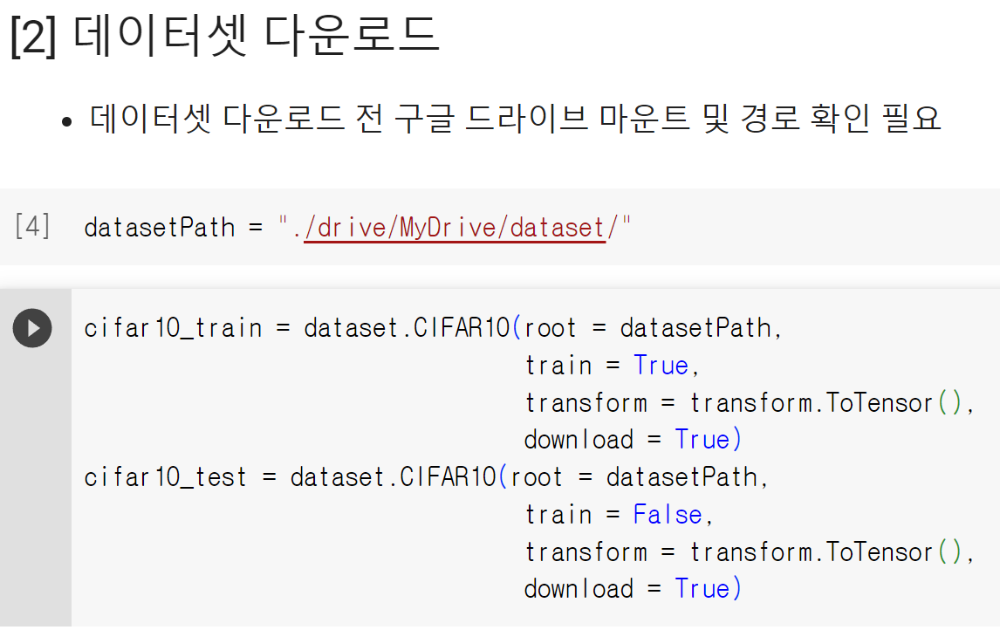 [2] 데이터셋 다운로드
• 데이터셋 다운로드 전 구글 드라이브 마운트 및 경로 확인 필요
[4] datasetPath = "./drive/MyDrive/dataset/"
cifar10_train = dataset.CIFAR10(root = datasetPath,
train = True,
transform = transform.ToTensor(),
download = True)
cifar10_test = dataset.CIFAR10(root = datasetPath,
train = False,
transform = transform.ToTensor(),
download = True)